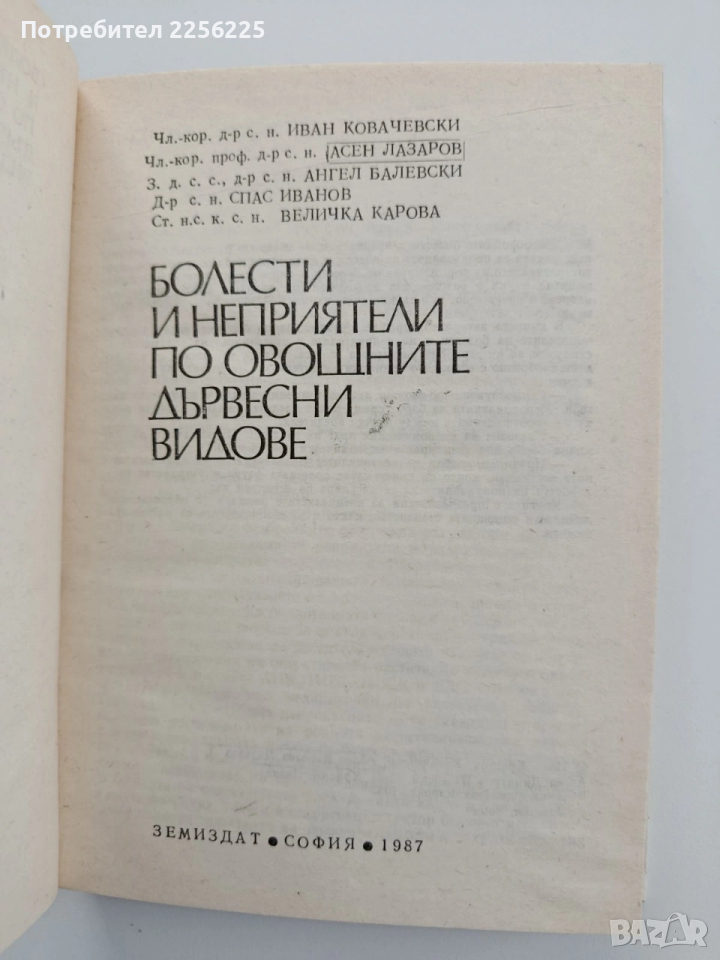 Потребител 2256225
Чл.-кор. д-р с. н. ИВАН КОВАЧЕВСКИ
Чл.-кор. проф. д-р с. н. АСЕН ЛАЗАРОВ
З. д. с. с., д-р с. н. АНГЕЛ БАЛЕВСКИ
Д-р с. н. СПАС ИВАНОВ
Ст. н.с. к. с. н. ВЕЛИЧКА КАРОВА
БОЛЕСТИ
И НЕПРИЯТЕЛИ
ПО ОВОЩНИТЕ
ДЪРВЕСНИ
ВИДОВЕ
ЗЕМИЗДАТ ● СОФИЯ ● 1987
BAZAR